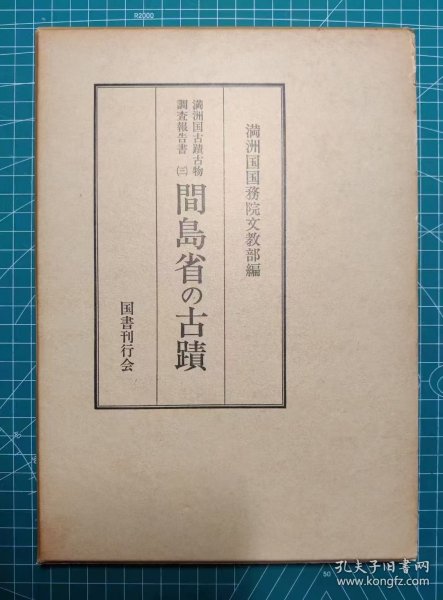 満洲国国務院文教部編
満洲国古蹟古物
調査報告書(三)
間島省の古蹟
国書刊行会
R2000
50
孔夫子旧书网
www.kongfz.com